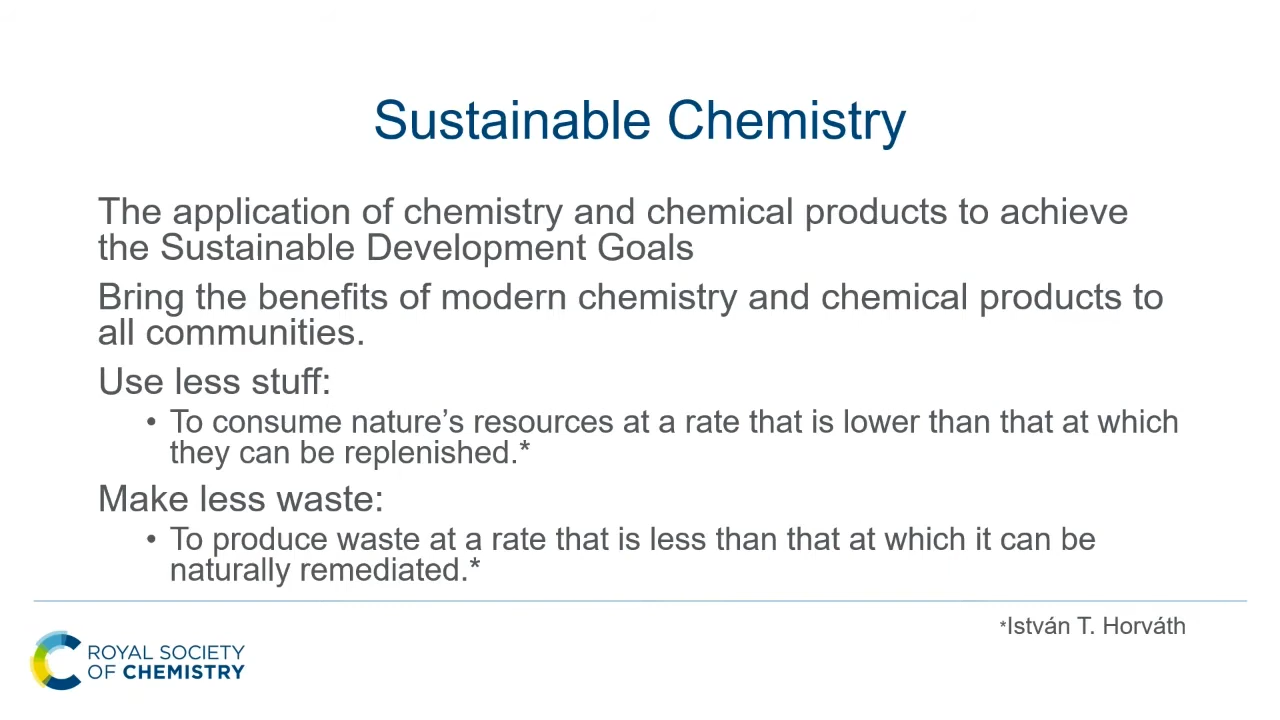 Sustainable Chemistry
The application of chemistry and chemical products to achieve
the Sustainable Development Goals
Bring the benefits of modern chemistry and chemical products to
all communities.
Use less stuff:
• To consume nature’s resources at a rate that is lower than that at which
they can be replenished.*
Make less waste:
• To produce waste at a rate that is less than that at which it can be
naturally remediated.*
*István T. Horváth
ROYAL SOCIETY
OF CHEMISTRY